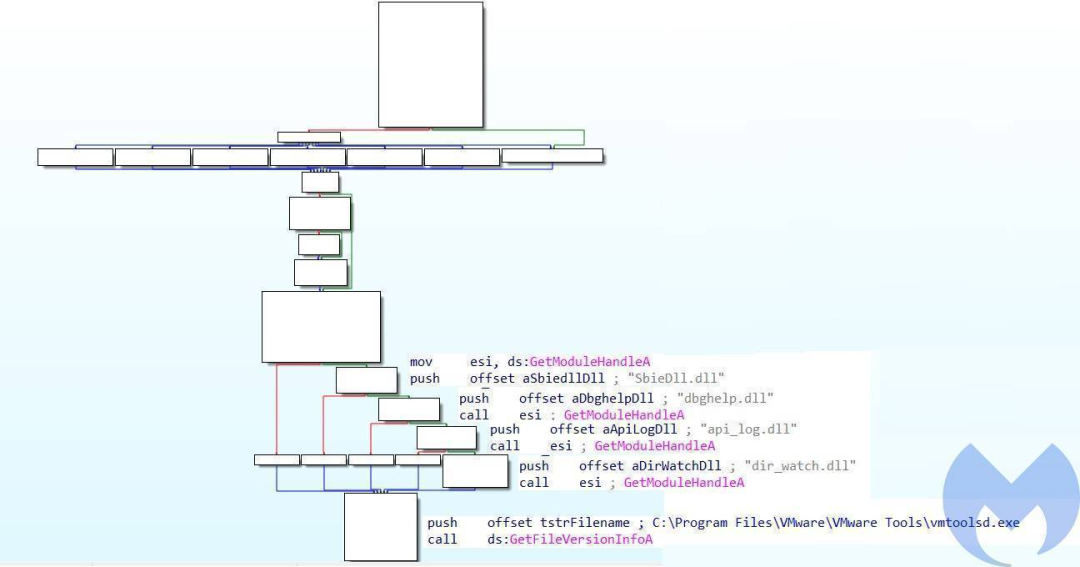 mov esi, ds:GetModuleHandleA
push offset aSbiedllDll ; "SbieDll.dll"
push offset aDbghelpDll ; "dbghelp.dll"
call esi ; GetModuleHandleA
push offset aApiLogDll ; "api_log.dll"
call esi ; GetModuleHandleA
push offset aDirWatchDll ; "dir_watch.dll"
call esi ; GetModuleHandleA
push offset tstrFilename ; C:\Program Files\VMware\VMware Tools\vmtoolsd.exe
call ds:GetFileVersionInfoA